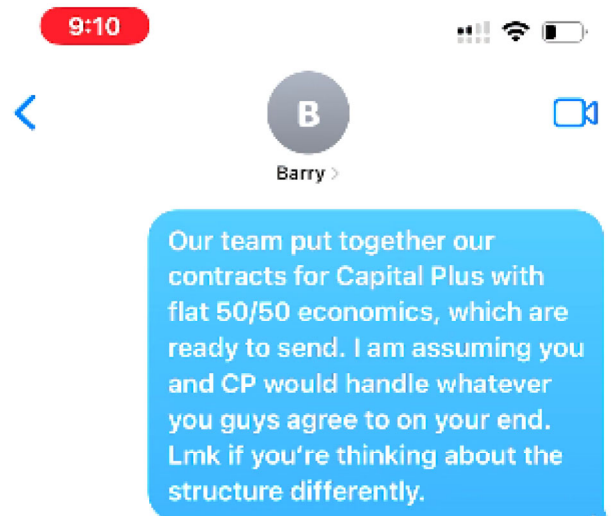 9:10
B
Barry >
Our team put together our
contracts for Capital Plus with
flat 50/50 economics, which are
ready to send. I am assuming you
and CP would handle whatever
you guys agree to on your end.
Lmk if you're thinking about the
structure differently.